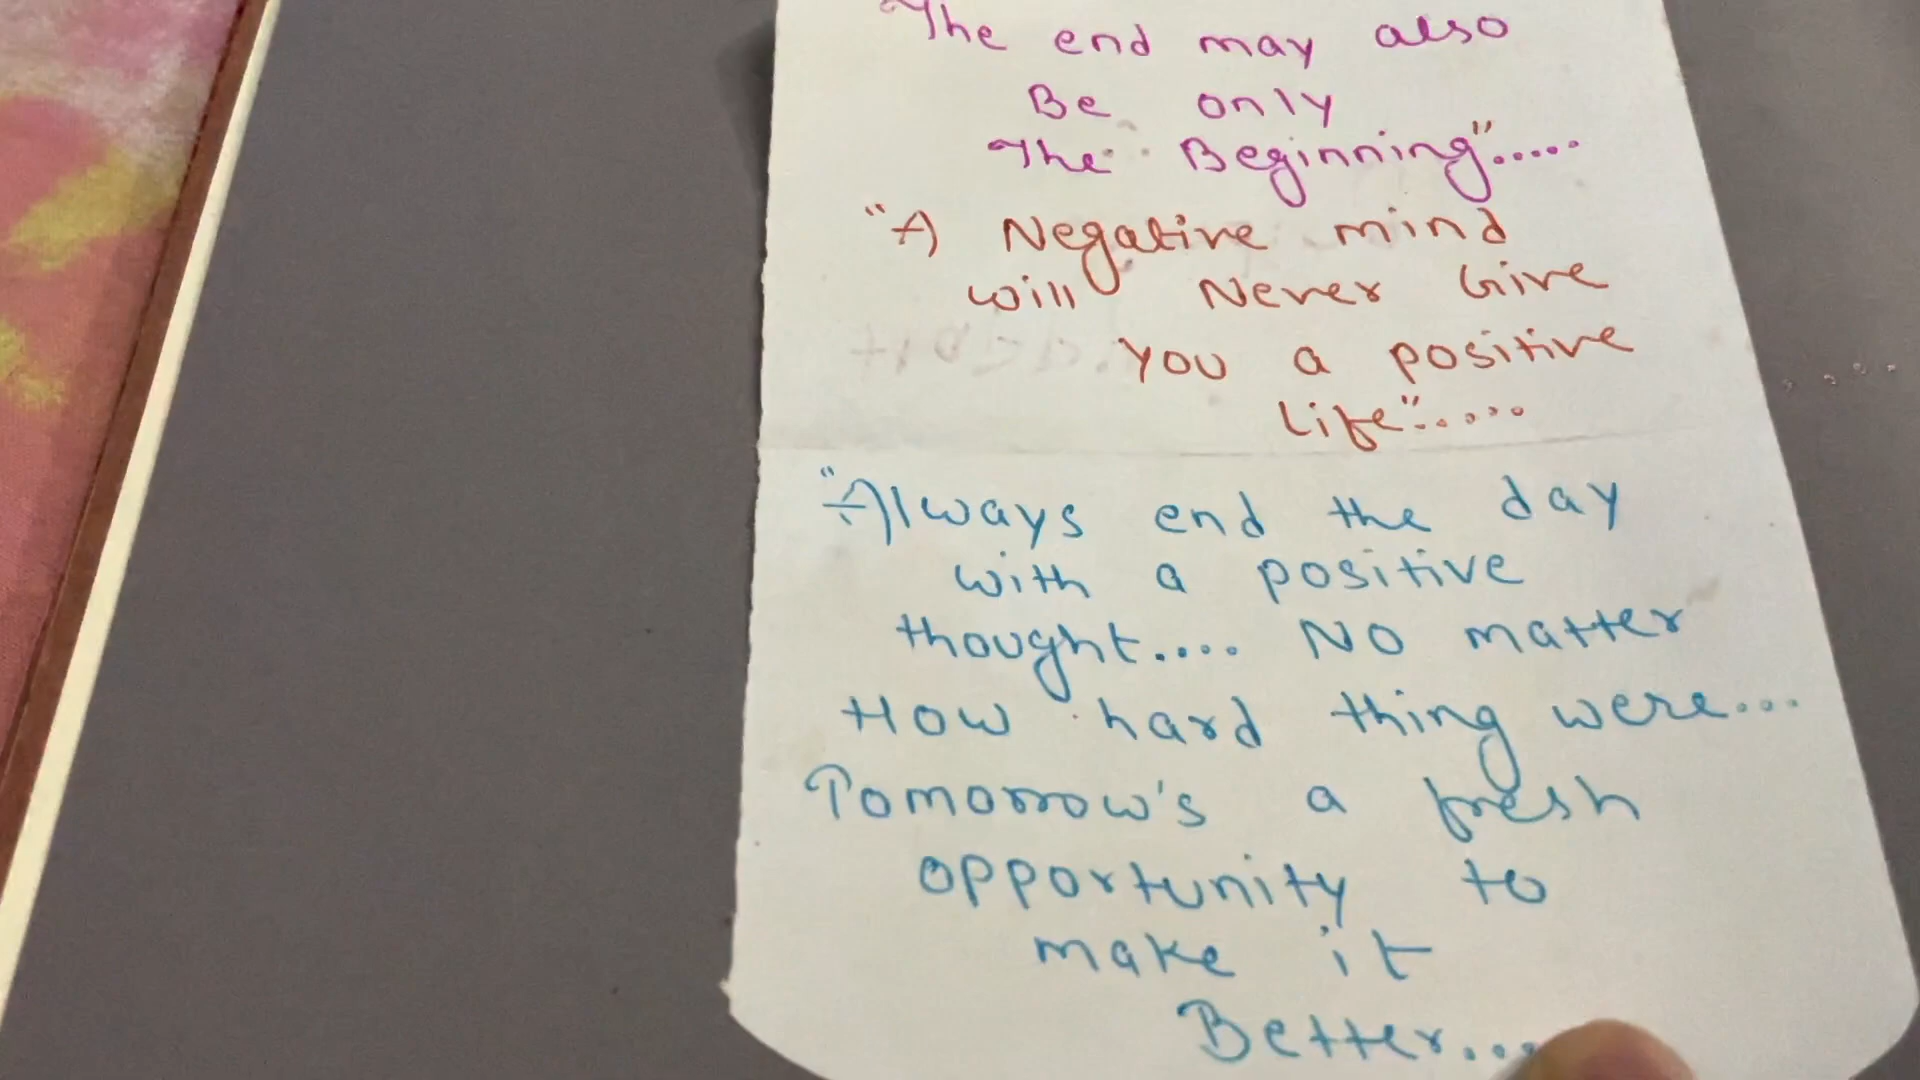 The end may also
Be only
The Beginning".....
"A Negative mind
will Never Give
you a positive
Life".....
"Always end the day
with a positive
thought.... No matter
How hard thing were...
Tomorrow's a fresh
opportunity to
make it
Better...